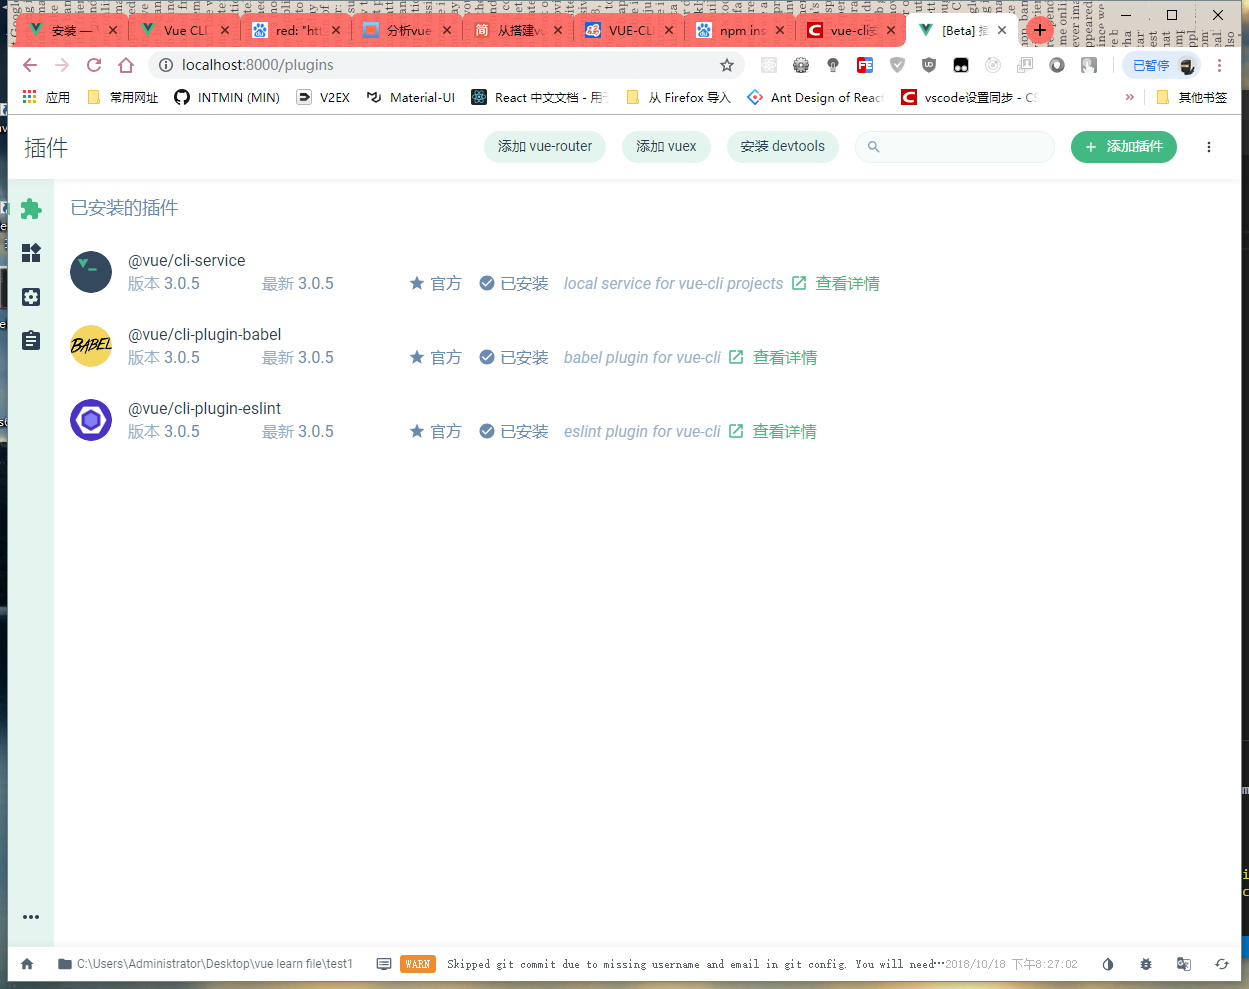 安装 —
Vue CLI
red: "htt
分析vue
简 从搭建vu
VUE-CLI
npm ins
vue-cli
[Beta] 插
localhost:8000/plugins
已暂停
应用
常用网址
INTMIN (MIN)
V2EX
Material-UI
React 中文文档 - 用于
从 Firefox 导入
Ant Design of Reac
vscode设置同步 - CS
其他书签
插件
添加 vue-router
添加 vuex
安装 devtools
添加插件
已安装的插件
@vue/cli-service
版本 3.0.5 最新 3.0.5 官方 已安装 local service for vue-cli projects 查看详情
BABEL
@vue/cli-plugin-babel
版本 3.0.5 最新 3.0.5 官方 已安装 babel plugin for vue-cli 查看详情
@vue/cli-plugin-eslint
版本 3.0.5 最新 3.0.5 官方 已安装 eslint plugin for vue-cli 查看详情
C:\Users\Administrator\Desktop\vue learn file\test1
WARN
Skipped git commit due to missing username and email in git config. You will need…
2018/10/18 下午8:27:02